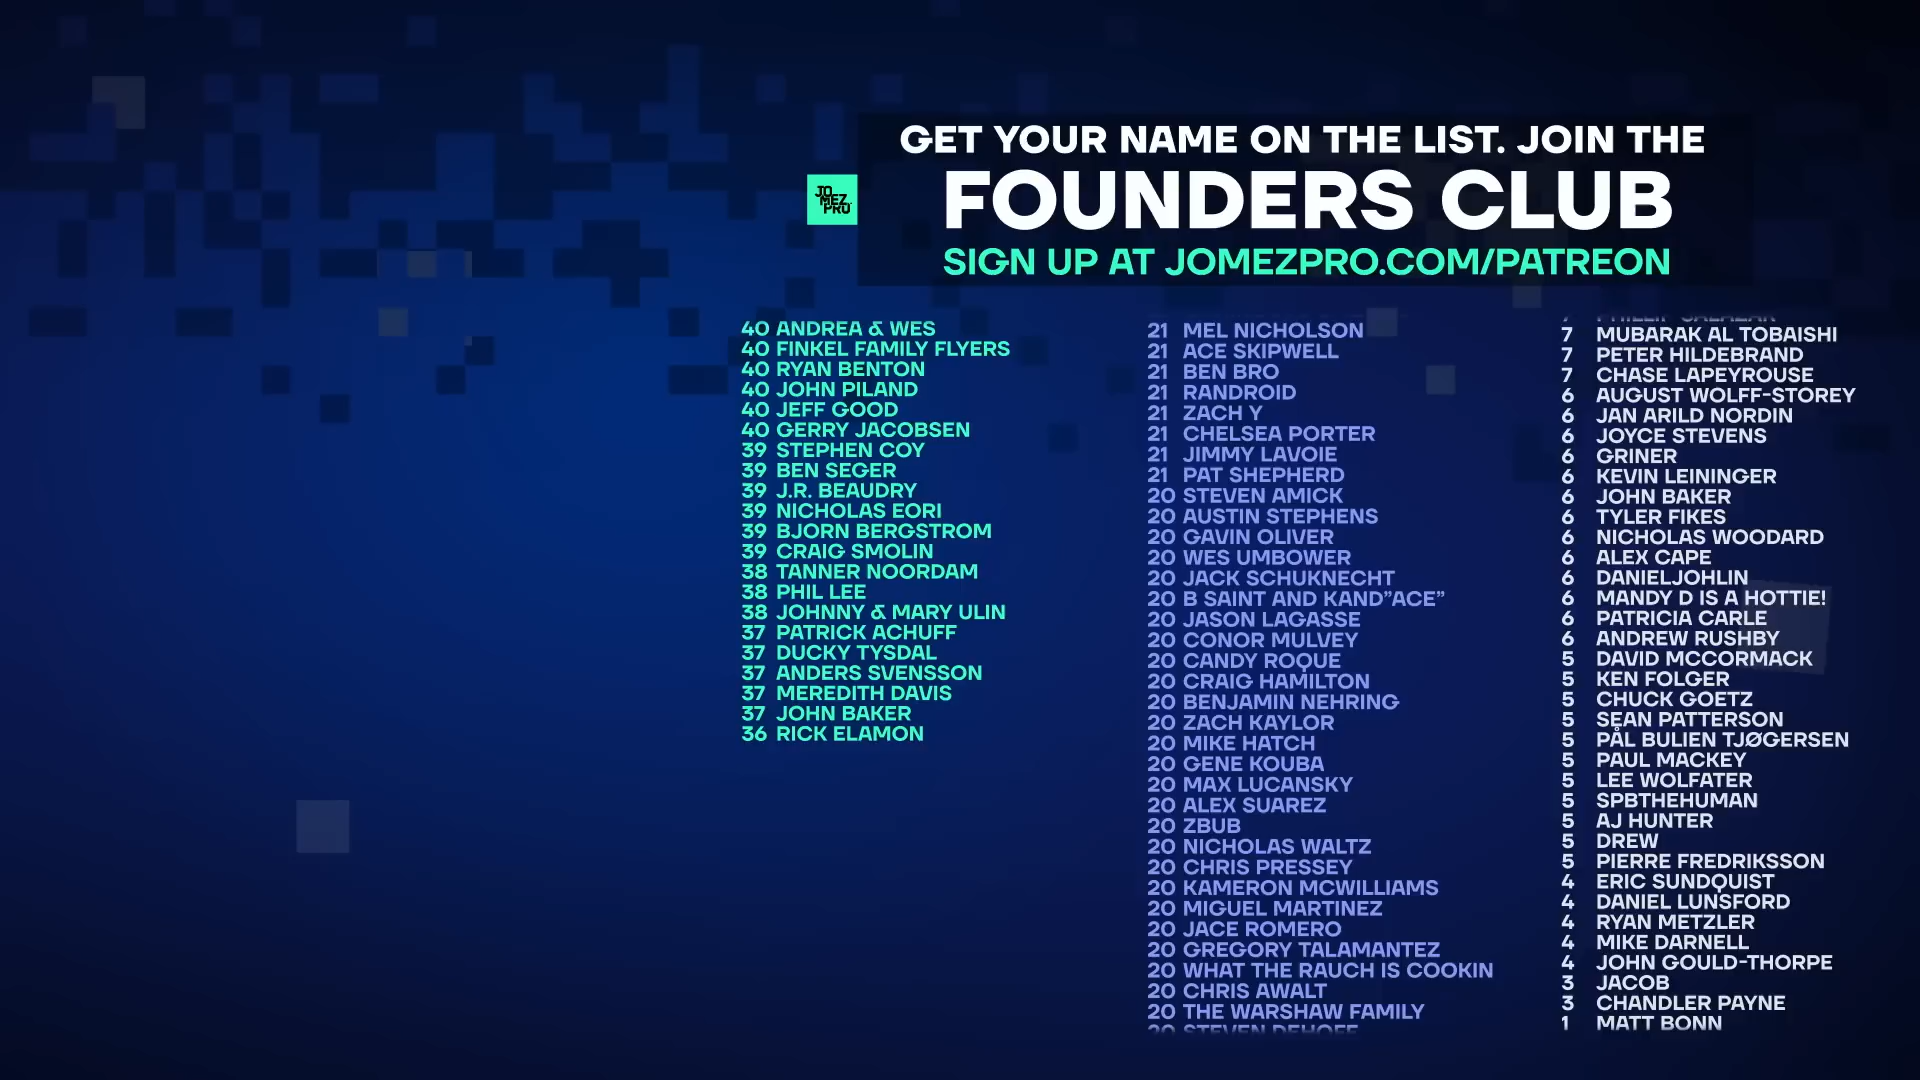 GET YOUR NAME ON THE LIST. JOIN THE
FOUNDERS CLUB
SIGN UP AT JOMEZPRO.COM/PATREON
JO
MEZ
PRO
40 ANDREA & WES
40 FINKEL FAMILY FLYERS
40 RYAN BENTON
40 JOHN PILAND
40 JEFF GOOD
40 GERRY JACOBSEN
39 STEPHEN COY
39 BEN SEGER
39 J.R. BEAUDRY
39 NICHOLAS EORI
39 BJORN BERGSTROM
39 CRAIG SMOLIN
38 TANNER NOORDAM
38 PHIL LEE
38 JOHNNY & MARY ULIN
37 PATRICK ACHUFF
37 DUCKY TYSDAL
37 ANDERS SVENSSON
37 MEREDITH DAVIS
37 JOHN BAKER
36 RICK ELAMON
21 MEL NICHOLSON
21 ACE SKIPWELL
21 BEN BRO
21 RANDROID
21 ZACH Y
21 CHELSEA PORTER
21 JIMMY LAVOIE
21 PAT SHEPHERD
20 STEVEN AMICK
20 AUSTIN STEPHENS
20 GAVIN OLIVER
20 WES UMBOWER
20 JACK SCHUKNECHT
20 B SAINT AND KAND”ACE”
20 JASON LAGASSE
20 CONOR MULVEY
20 CANDY ROQUE
20 CRAIG HAMILTON
20 BENJAMIN NEHRING
20 ZACH KAYLOR
20 MIKE HATCH
20 GENE KOUBA
20 MAX LUCANSKY
20 ALEX SUAREZ
20 ZBUB
20 NICHOLAS WALTZ
20 CHRIS PRESSEY
20 KAMERON MCWILLIAMS
20 MIGUEL MARTINEZ
20 JACE ROMERO
20 GREGORY TALAMANTEZ
20 WHAT THE RAUCH IS COOKIN
20 CHRIS AWALT
20 THE WARSHAW FAMILY
20 STEVEN DEHOFF
7 PHILLIP SALAZAR
7 MUBARAK AL TOBAISHI
7 PETER HILDEBRAND
7 CHASE LAPEYROUSE
6 AUGUST WOLFF-STOREY
6 JAN ARILD NORDIN
6 JOYCE STEVENS
6 GRINER
6 KEVIN LEININGER
6 JOHN BAKER
6 TYLER FIKES
6 NICHOLAS WOODARD
6 ALEX CAPE
6 DANIELJOHLIN
6 MANDY D IS A HOTTIE!
6 PATRICIA CARLE
6 ANDREW RUSHBY
5 DAVID MCCORMACK
5 KEN FOLGER
5 CHUCK GOETZ
5 SEAN PATTERSON
5 PÅL BULIEN TJØGERSEN
5 PAUL MACKEY
5 LEE WOLFATER
5 SPBTHEHUMAN
5 AJ HUNTER
5 DREW
5 PIERRE FREDRIKSSON
4 ERIC SUNDQUIST
4 DANIEL LUNSFORD
4 RYAN METZLER
4 MIKE DARNELL
4 JOHN GOULD-THORPE
3 JACOB
3 CHANDLER PAYNE
1 MATT BONN